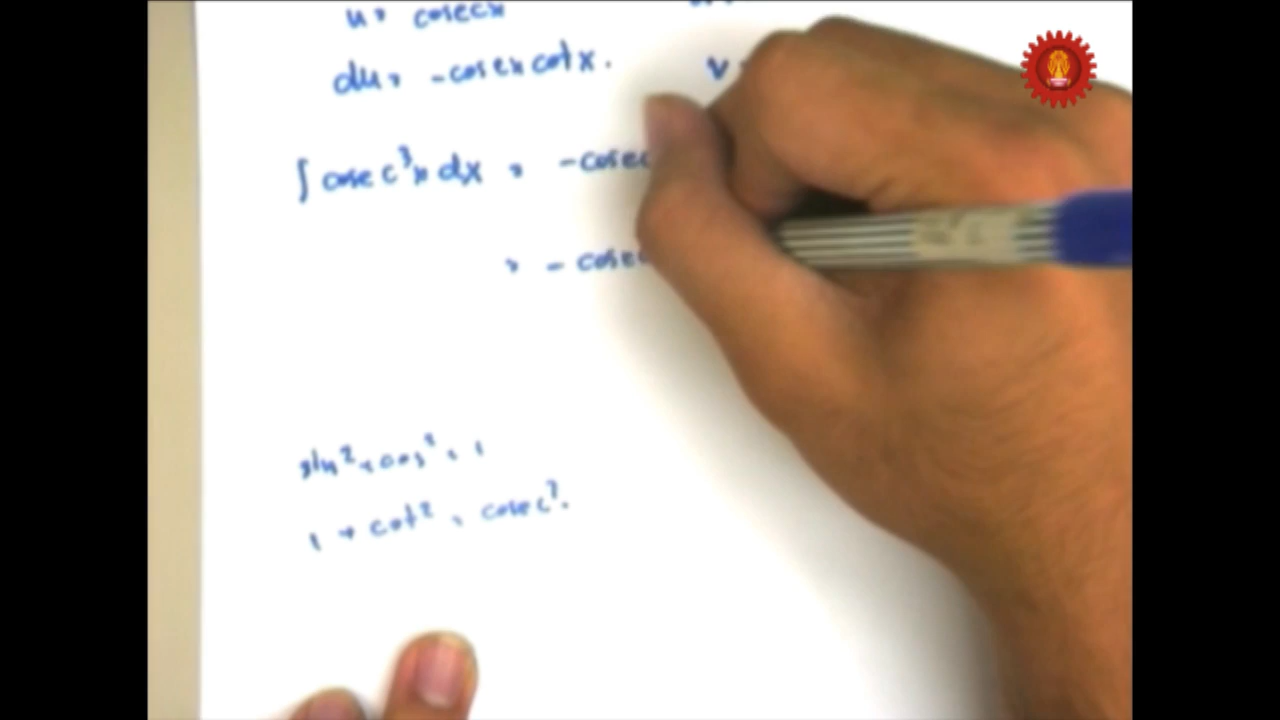 u = cosecx
du = -cosecx cotx. v
∫ cosec³x dx = -cosec
= - cosec
sin² + cos² = 1
1 + cot² = cosec².